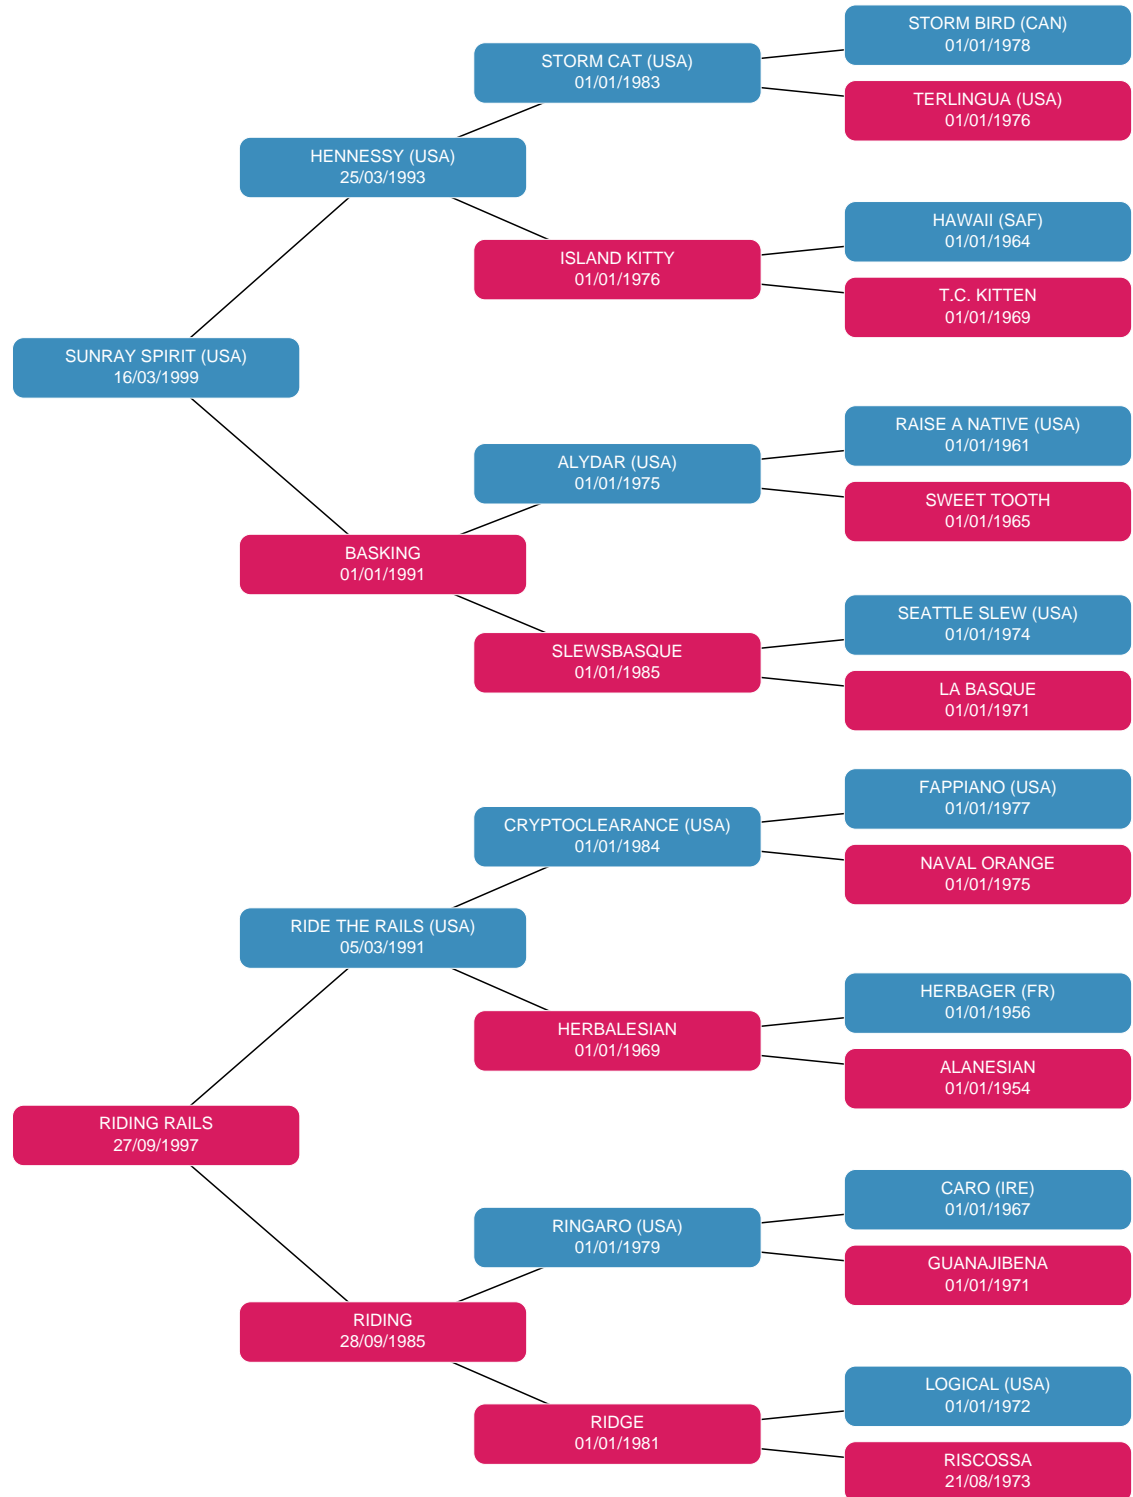 STORM BIRD (CAN)
01/01/1978
STORM CAT (USA)
01/01/1983
TERLINGUA (USA)
01/01/1976
HENNESSY (USA)
25/03/1993
HAWAII (SAF)
01/01/1964
ISLAND KITTY
01/01/1976
T.C. KITTEN
01/01/1969
SUNRAY SPIRIT (USA)
16/03/1999
RAISE A NATIVE (USA)
01/01/1961
ALYDAR (USA)
01/01/1975
SWEET TOOTH
01/01/1965
BASKING
01/01/1991
SEATTLE SLEW (USA)
01/01/1974
SLEWSBASQUE
01/01/1985
LA BASQUE
01/01/1971
FAPPIANO (USA)
01/01/1977
CRYPTOCLEARANCE (USA)
01/01/1984
NAVAL ORANGE
01/01/1975
RIDE THE RAILS (USA)
05/03/1991
HERBAGER (FR)
01/01/1956
HERBALESIAN
01/01/1969
ALANESIAN
01/01/1954
RIDING RAILS
27/09/1997
CARO (IRE)
01/01/1967
RINGARO (USA)
01/01/1979
GUANAJIBENA
01/01/1971
RIDING
28/09/1985
LOGICAL (USA)
01/01/1972
RIDGE
01/01/1981
RISCOSSA
21/08/1973